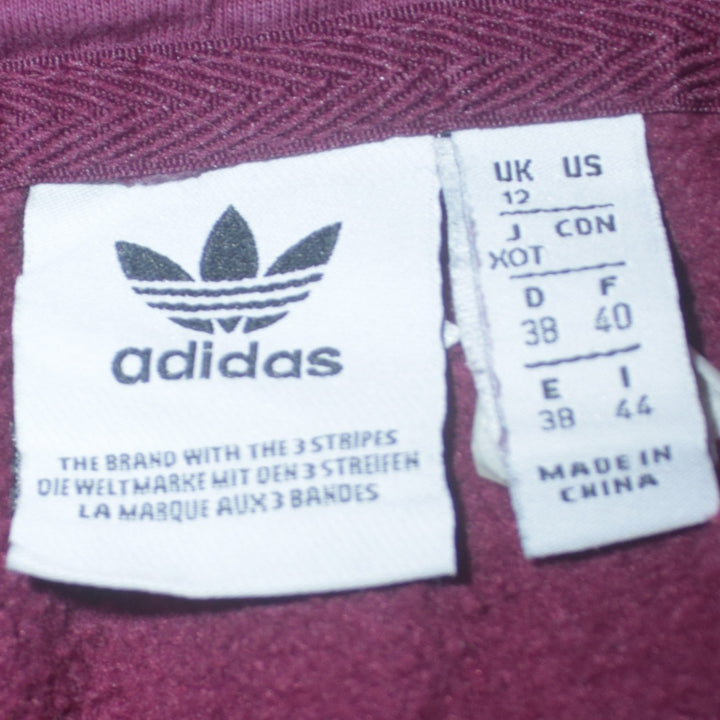 adidas
THE BRAND WITH THE 3 STRIPES
DIE WELTMARKE MIT DEN 3 STREIFEN
LA MARQUE AUX 3 BANDES
UK US
12
J CDN
XOT
D F
38 40
E I
38 44
MADE IN
CHINA